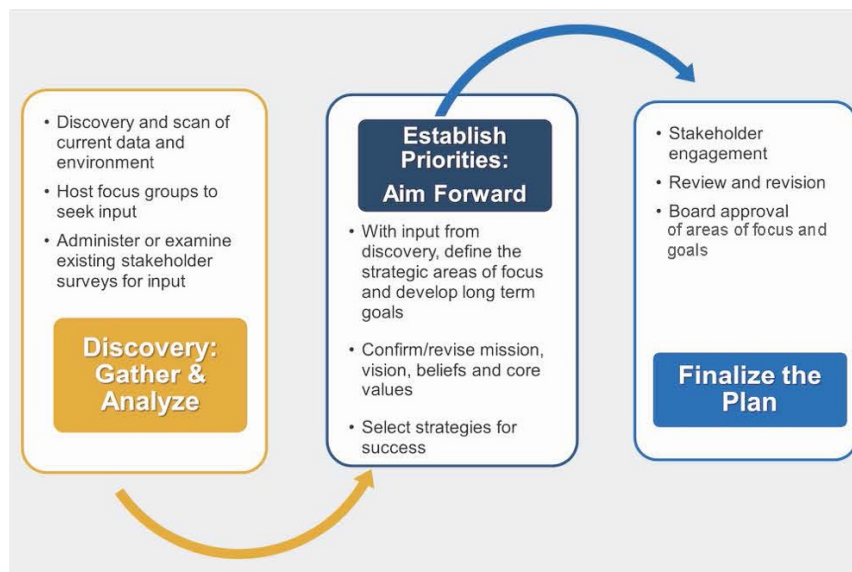 • Discovery and scan of
current data and
environment
• Host focus groups to
seek input
• Administer or examine
existing stakeholder
surveys for input
Discovery:
Gather &
Analyze
Establish
Priorities:
Aim Forward
• With input from
discovery, define the
strategic areas of focus
and develop long term
goals
• Confirm/revise mission,
vision, beliefs and core
values
• Select strategies for
success
• Stakeholder
engagement
• Review and revision
• Board approval
of areas of focus and
goals
Finalize the
Plan